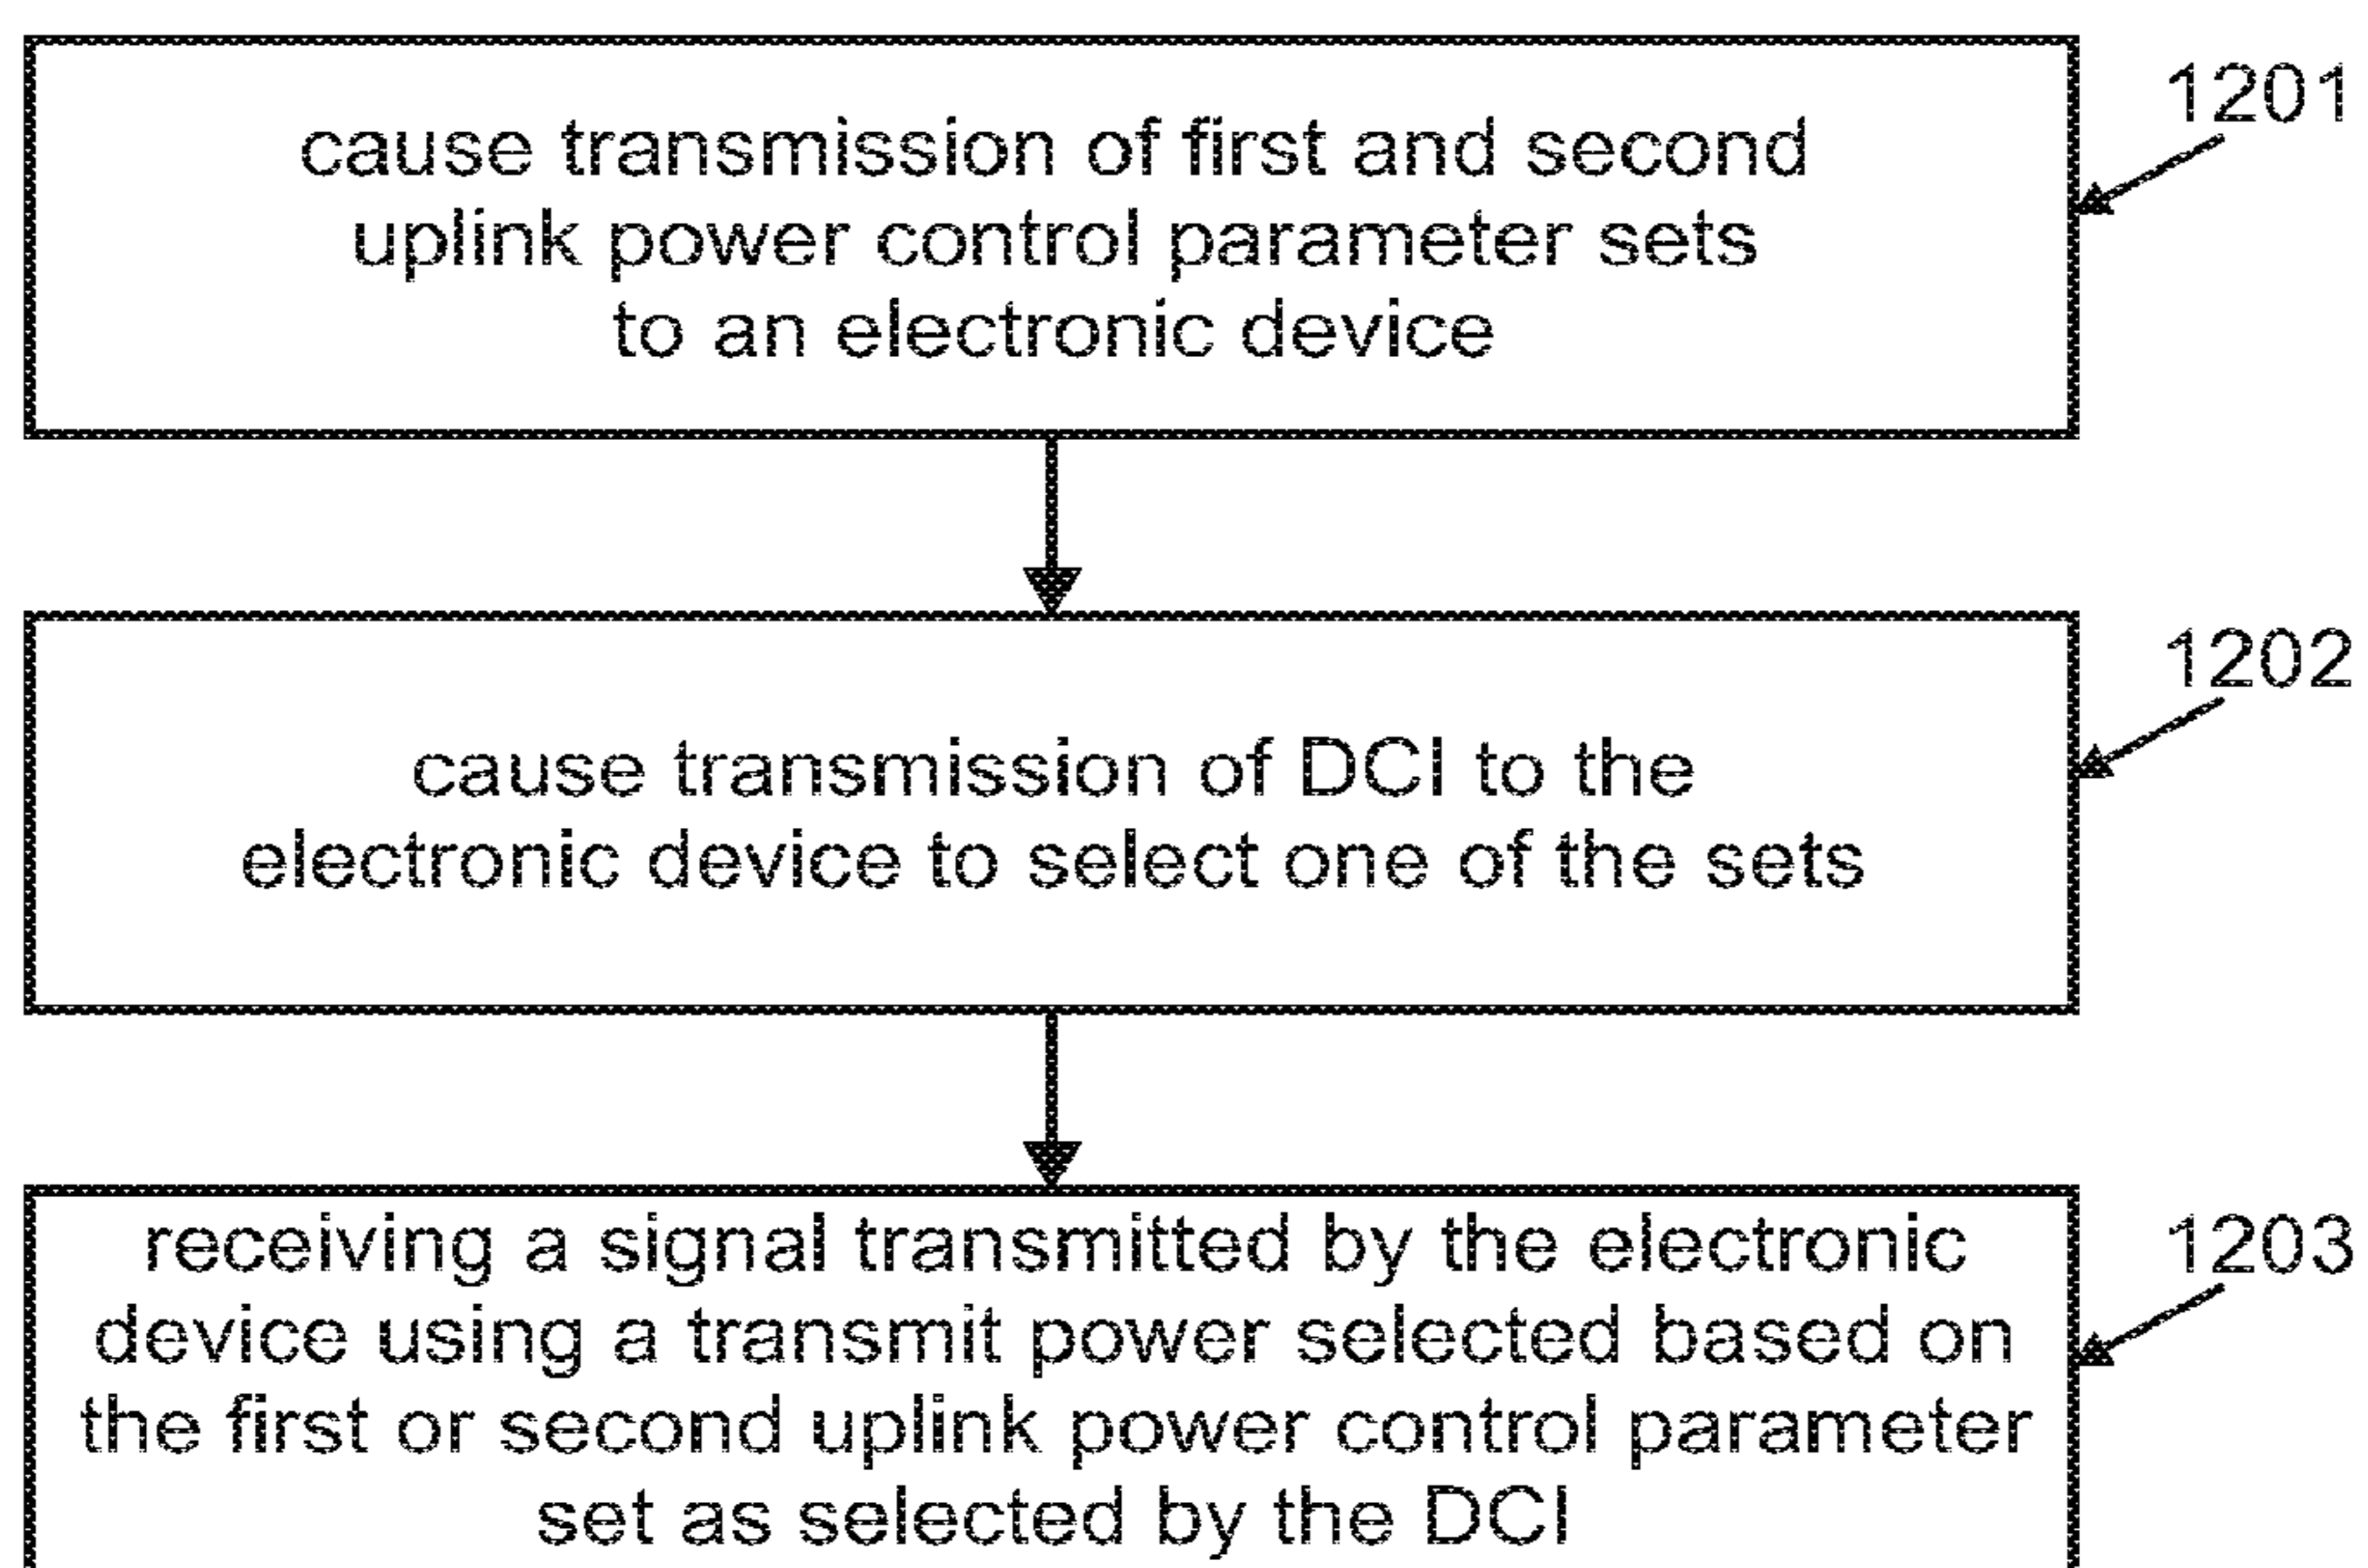 cause transmission of first and second
uplink power control parameter sets
to an electronic device
1201
cause transmission of DCI to the
electronic device to select one of the sets
1202
receiving a signal transmitted by the electronic
device using a transmit power selected based on
the first or second uplink power control parameter
set as selected by the DCI
1203